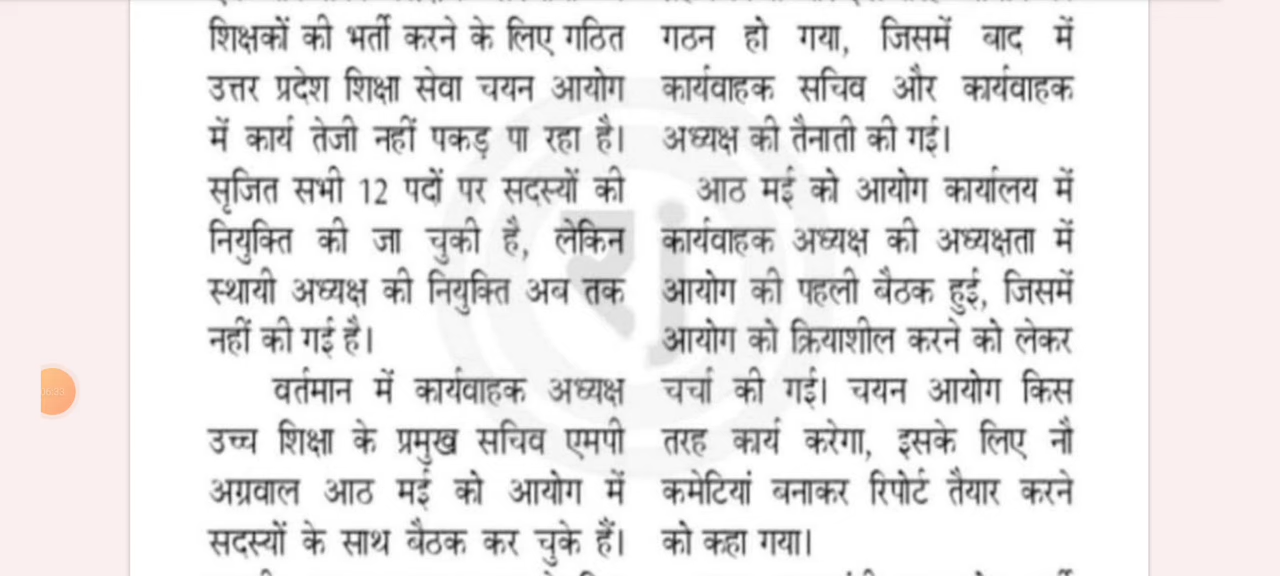 शिक्षकों की भर्ती करने के लिए गठित
उत्तर प्रदेश शिक्षा सेवा चयन आयोग
में कार्य तेजी नहीं पकड़ पा रहा है।
सृजित सभी 12 पदों पर सदस्यों की
नियुक्ति की जा चुकी है, लेकिन
स्थायी अध्यक्ष की नियुक्ति अब तक
नहीं की गई है।
वर्तमान में कार्यवाहक अध्यक्ष
उच्च शिक्षा के प्रमुख सचिव एमपी
अग्रवाल आठ मई को आयोग में
सदस्यों के साथ बैठक कर चुके हैं।
गठन हो गया, जिसमें बाद में
कार्यवाहक सचिव और कार्यवाहक
अध्यक्ष की तैनाती की गई।
आठ मई को आयोग कार्यालय में
कार्यवाहक अध्यक्ष की अध्यक्षता में
आयोग की पहली बैठक हुई, जिसमें
आयोग को क्रियाशील करने को लेकर
चर्चा की गई। चयन आयोग किस
तरह कार्य करेगा, इसके लिए नौ
कमेटियां बनाकर रिपोर्ट तैयार करने
को कहा गया।